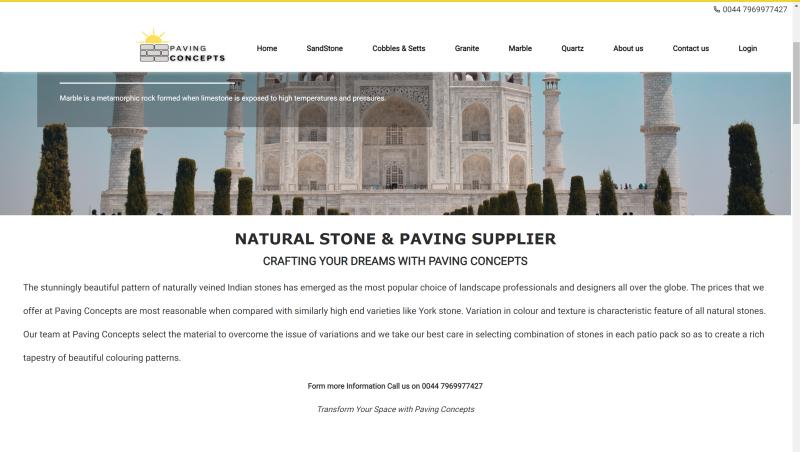 0044 7969977427
PAVING
CONCEPTS
Home SandStone Cobbles & Setts Granite Marble Quartz About us Contact us Login
Marble is a metamorphic rock formed when limestone is exposed to high temperatures and pressures.
NATURAL STONE & PAVING SUPPLIER
CRAFTING YOUR DREAMS WITH PAVING CONCEPTS
The stunningly beautiful pattern of naturally veined Indian stones has emerged as the most popular choice of landscape professionals and designers all over the globe. The prices that we
offer at Paving Concepts are most reasonable when compared with similarly high end varieties like York stone. Variation in colour and texture is characteristic feature of all natural stones.
Our team at Paving Concepts select the material to overcome the issue of variations and we take our best care in selecting combination of stones in each patio pack so as to create a rich
tapestry of beautiful colouring patterns.
Form more Information Call us on 0044 7969977427
Transform Your Space with Paving Concepts